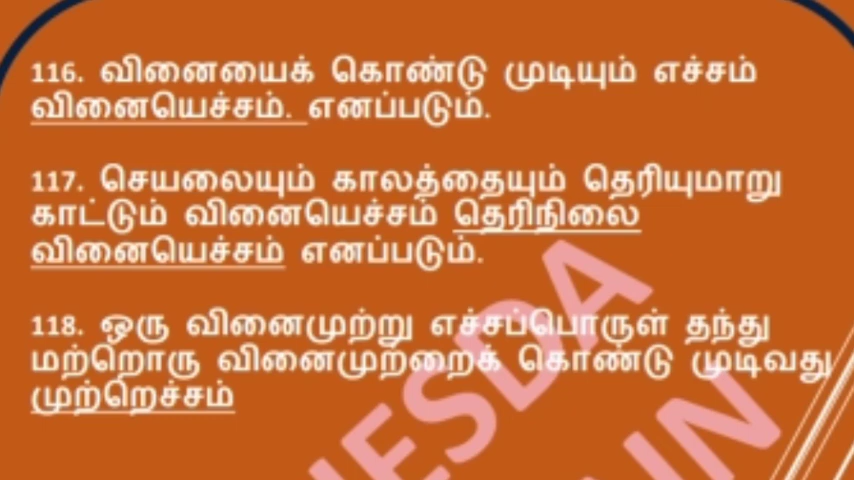 116. வினையைக் கொண்டு முடியும் எச்சம்
வினையெச்சம். எனப்படும்.
117. செயலையும் காலத்தையும் தெரியுமாறு
காட்டும் வினையெச்சம் தெரிநிலை
வினையெச்சம் எனப்படும்.
118. ஒரு வினைமுற்று எச்சப்பொருள் தந்து
மற்றொரு வினைமுற்றைக் கொண்டு முடிவது
முற்றெச்சம்